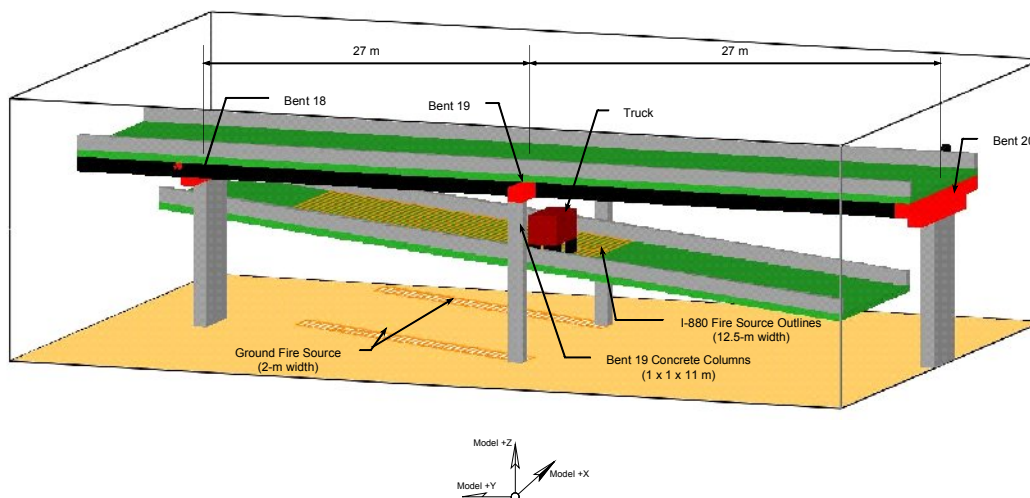 27 m
27 m
Bent 18
Bent 19
Truck
Bent 20
I-880 Fire Source Outlines
(12.5-m width)
Ground Fire Source
(2-m width)
Bent 19 Concrete Columns
(1 x 1 x 11 m)
Model +Z
Model +X
Model +Y